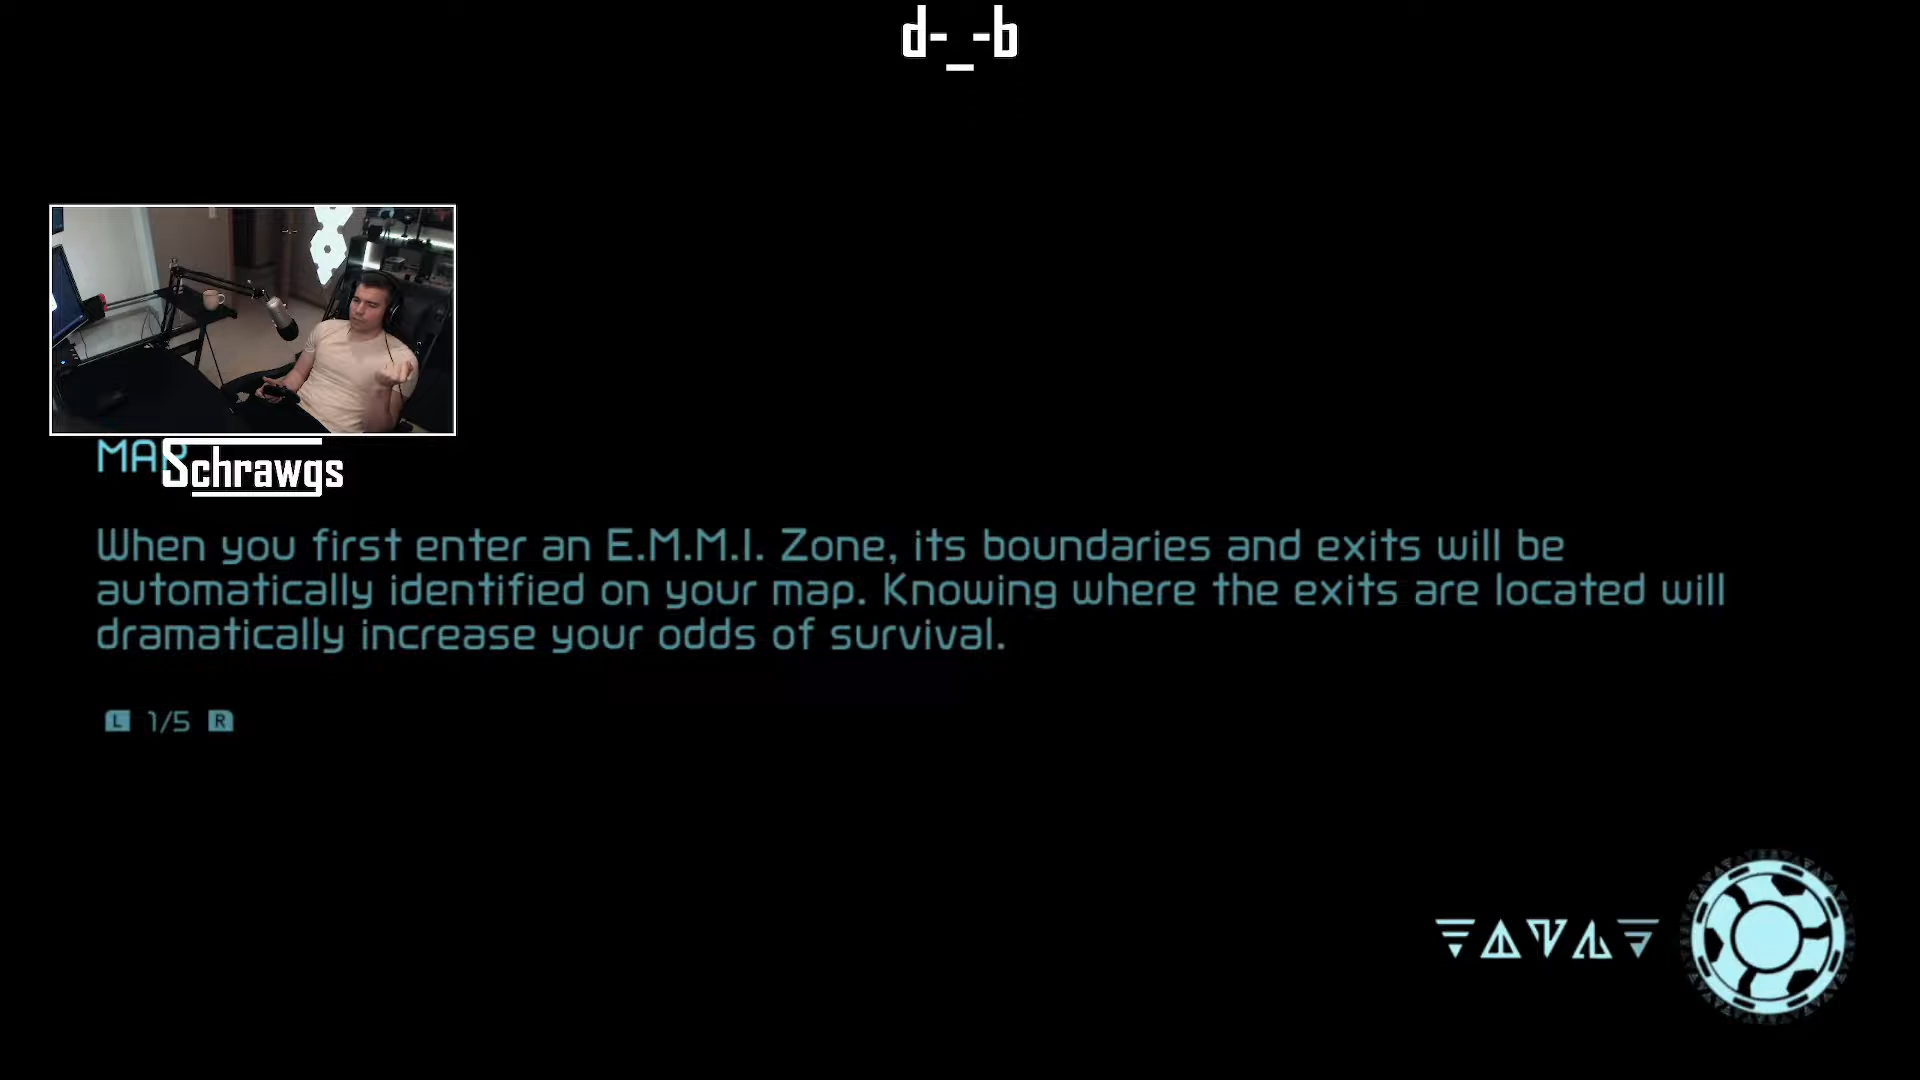 d-_-b
MAP
Schrawgs
When you first enter an E.M.M.I. Zone, its boundaries and exits will be
automatically identified on your map. Knowing where the exits are located will
dramatically increase your odds of survival.
L 1/5 R